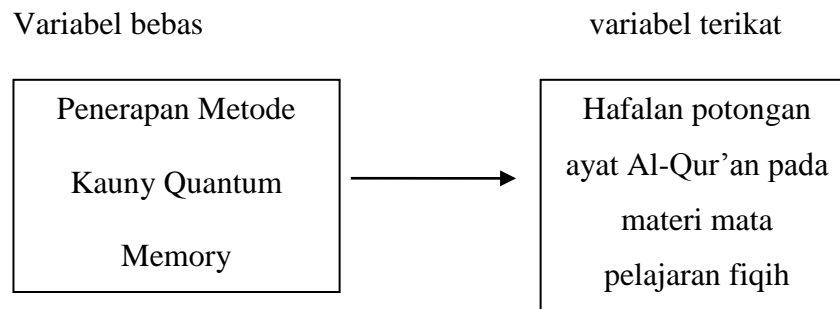 Variabel bebas
variabel terikat
Penerapan Metode
Kauny Quantum
Memory
Hafalan potongan
ayat Al-Qur’an pada
materi mata
pelajaran fiqih